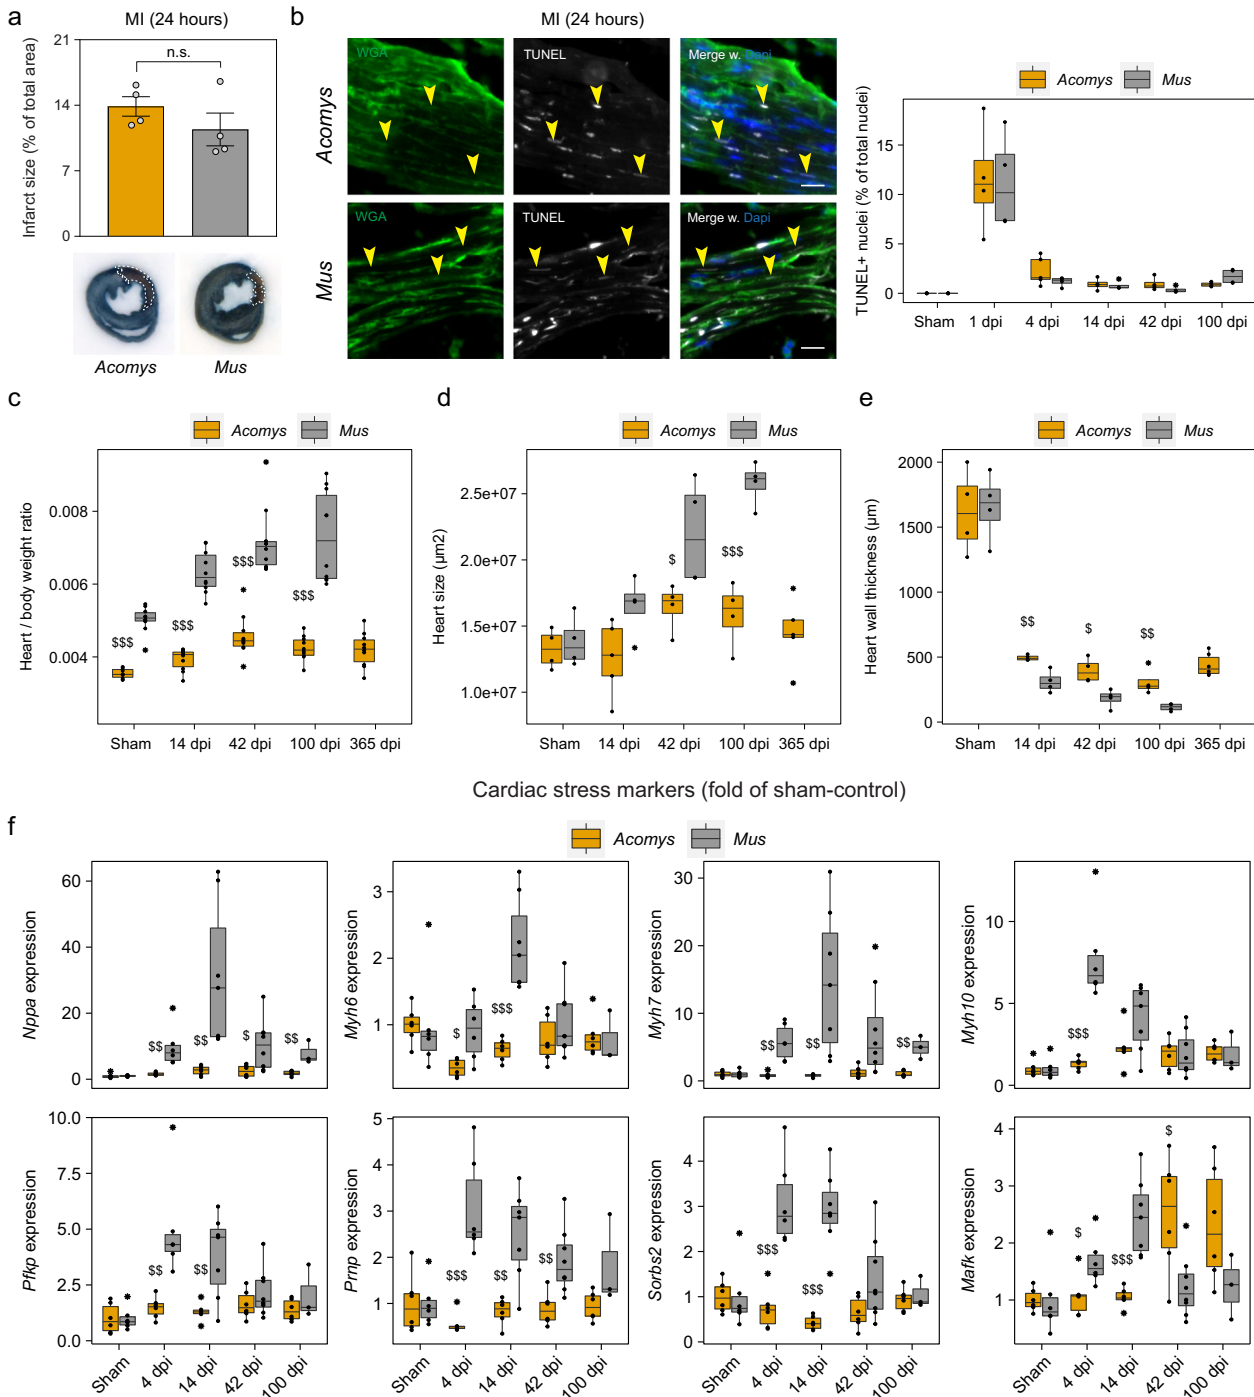 a
MI (24 hours)
Infarct size (% of total area)
21
14
7
0
n.s.
Acomys
Mus
b
MI (24 hours)
Acomys
Mus
WGA
TUNEL
Merge w. Dapi
WGA
TUNEL
Merge w. Dapi
Acomys
Mus
TUNEL+ nuclei (% of total nuclei)
15
10
5
0
Sham
1 dpi
4 dpi
14 dpi
42 dpi
100 dpi
c
Acomys
Mus
Heart / body weight ratio
0.008
0.006
0.004
$$$
$$$
$$$
$$$
Sham
14 dpi
42 dpi
100 dpi
365 dpi
d
Acomys
Mus
Heart size (µm2)
2.5e+07
2.0e+07
1.5e+07
1.0e+07
$
$$$
Sham
14 dpi
42 dpi
100 dpi
365 dpi
e
Acomys
Mus
Heart wall thickness (µm)
2000
1500
1000
500
0
$$
$
$$
Sham
14 dpi
42 dpi
100 dpi
365 dpi
Cardiac stress markers (fold of sham-control)
f
Acomys
Mus
Nppa expression
60
40
20
0
$$
$$
$
$$
Myh6 expression
3
2
1
0
$
$$$
Myh7 expression
30
20
10
0
$$
$$
$$
Myh10 expression
10
5
0
$$$
Pfkp expression
10.0
7.5
5.0
2.5
0.0
$$
$$
Sham
4 dpi
14 dpi
42 dpi
100 dpi
Prnp expression
5
4
3
2
1
$$$
$$
$$
Sham
4 dpi
14 dpi
42 dpi
100 dpi
Sorbs2 expression
4
3
2
1
0
$$$
$$$
Sham
4 dpi
14 dpi
42 dpi
100 dpi
Mafk expression
4
3
2
1
0
$
$$$
$
Sham
4 dpi
14 dpi
42 dpi
100 dpi